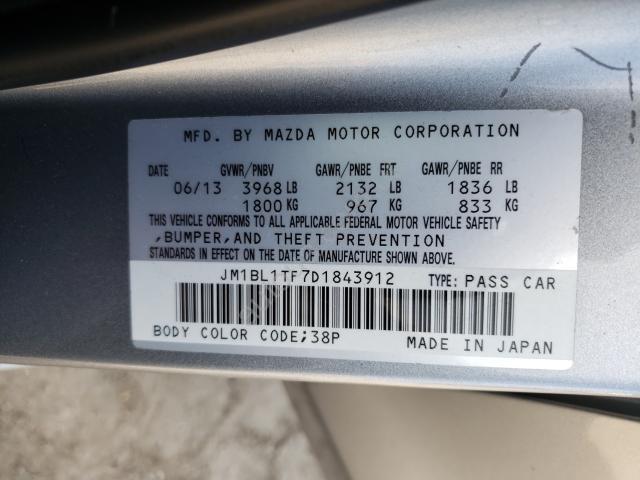 MFD. BY MAZDA MOTOR CORPORATION
DATE GVWR/PNBV GAWR/PNBE FRT GAWR/PNBE RR
06/13 3968 LB 2132 LB 1836 LB
1800 KG 967 KG 833 KG
THIS VEHICLE CONFORMS TO ALL APPLICABLE FEDERAL MOTOR VEHICLE SAFETY
,BUMPER,AND THEFT PREVENTION
STANDARDS IN EFFECT ON THE DATE OF MANUFACTURE SHOWN ABOVE.
JM1BL1TF7D1843912 TYPE: PASS CAR
BODY COLOR CODE;38P MADE IN JAPAN